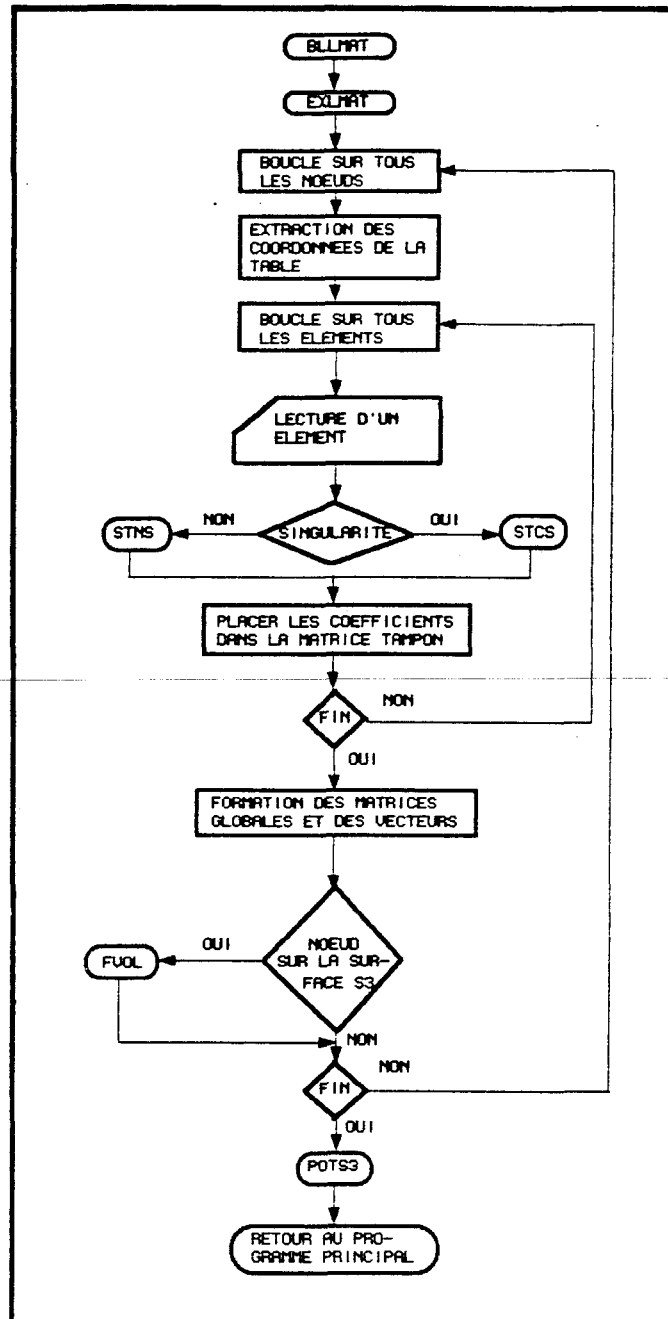 BLLMAT
EXLMAT
BOUCLE SUR TOUS
LES NOEUDS
EXTRACTION DES
COORDONNEES DE LA
TABLE
BOUCLE SUR TOUS
LES ELEMENTS
LECTURE D'UN
ELEMENT
NON
OUI
STNS
SINGULARITE
STCS
PLACER LES COEFFICIENTS
DANS LA MATRICE TAMPON
NON
FIN
OUI
FORMATION DES MATRICES
GLOBALES ET DES VECTEURS
OUI
NOEUD
SUR LA SUR-
FACE S3
FVOL
NON
NON
FIN
OUI
POTS3
RETOUR AU PRO-
GRAMME PRINCIPAL